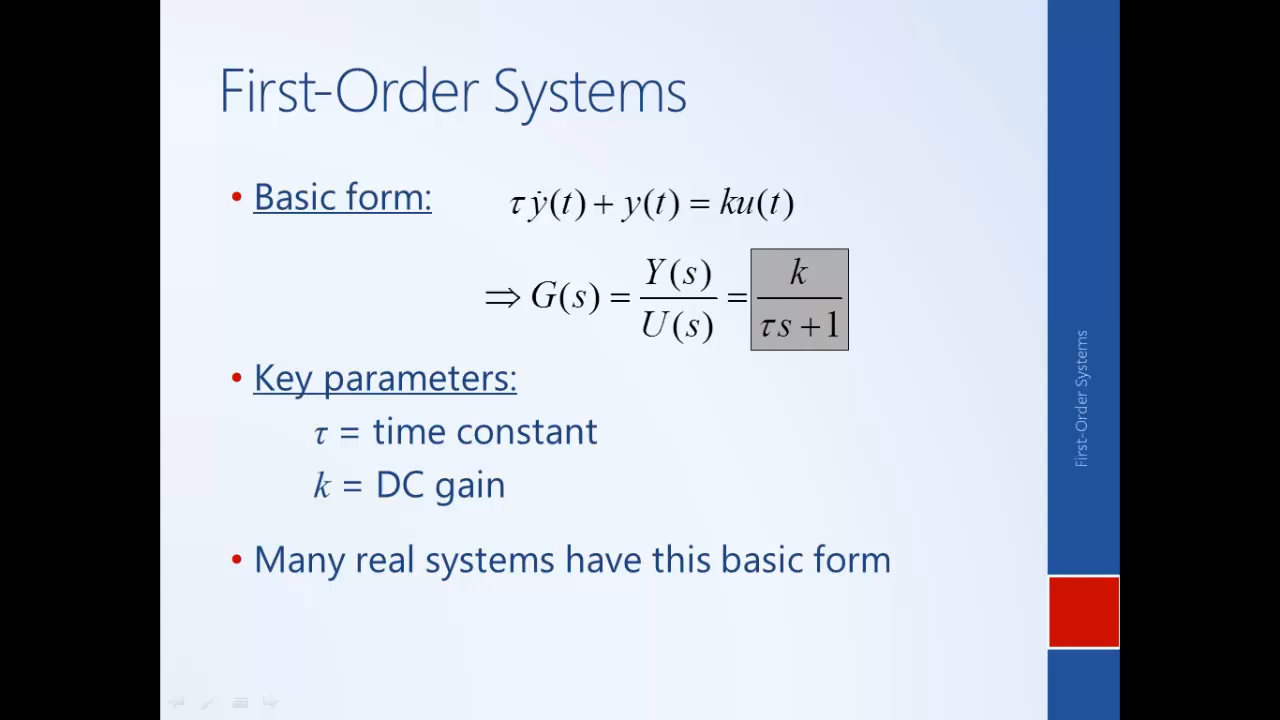 First-Order Systems
• Basic form: τẏ(t) + y(t) = ku(t)
⇒ G(s) = Y(s)/U(s) = k/(τs+1)
• Key parameters:
τ = time constant
k = DC gain
• Many real systems have this basic form
First-Order Systems